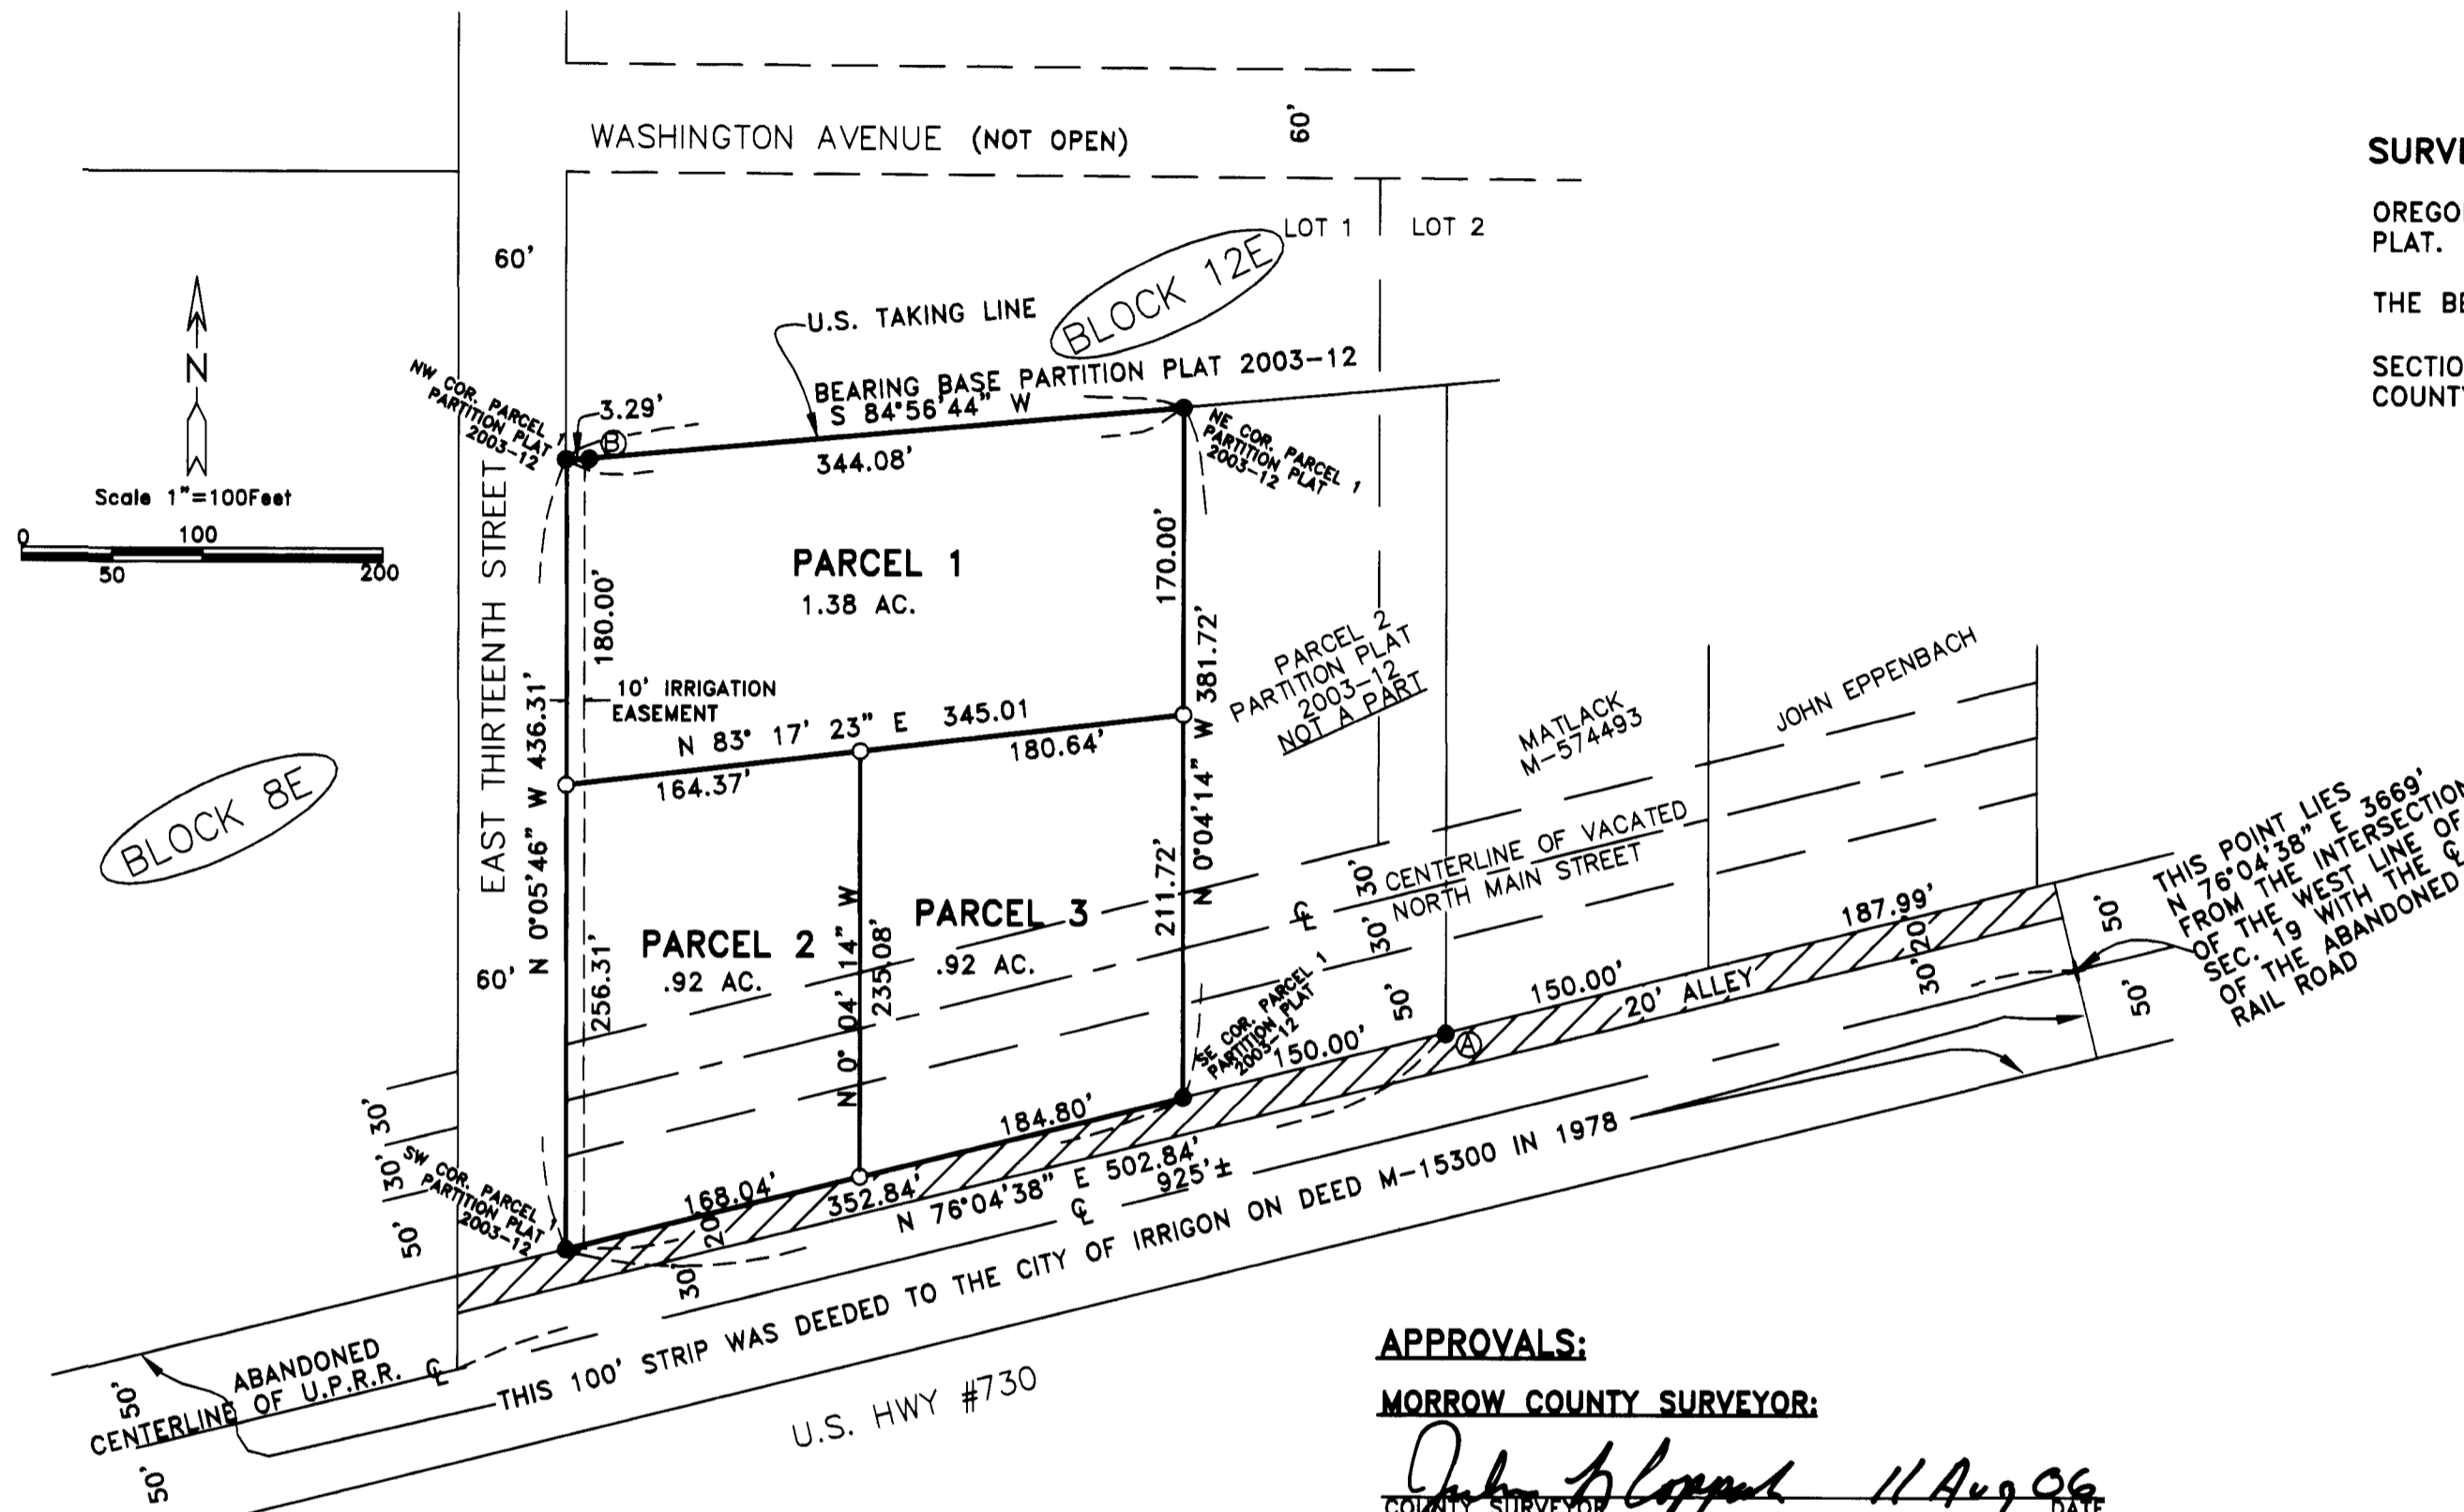 WASHINGTON AVENUE (NOT OPEN)
60'
LOT 1
LOT 2
60'
BLOCK 12E
U.S. TAKING LINE
BEARING BASE PARTITION PLAT 2003-12
S 84°56'44" W
344.08'
3.29'
B
NW COR. PARCEL 1
PARTITION PLAT
2003-12
NE COR. PARCEL 1
PARTITION PLAT
2003-12
N
Scale 1"=100Feet
0
100
50
200
EAST THIRTEENTH STREET
N 0°05'46" W 436.31'
180.00'
PARCEL 1
1.38 AC.
170.00'
N 0°04'14" W 381.72'
10' IRRIGATION
EASEMENT
N 83° 17' 23" E 345.01
164.37'
180.64'
PARCEL 2
PARTITION PLAT
2003-12
NOT A PART
MATLACK
M-574493
JOHN EPPENBACH
BLOCK 8E
60'
256.31'
PARCEL 2
.92 AC.
N 0° 04' 14" W
235.08'
PARCEL 3
.92 AC.
211.72'
30'
30'
50'
℄ CENTERLINE OF VACATED
NORTH MAIN STREET
SE COR. PARCEL 1
PARTITION PLAT
2003-12
150.00'
A
150.00'
187.99'
20' ALLEY
20'
30'
50'
50'
THIS POINT LIES
N 76°04'38" E 3669'
FROM THE INTERSECTION
OF THE WEST LINE OF
SEC. 19 WITH THE ℄
OF THE ABANDONED
RAIL ROAD
30'
30'
50'
SW COR. PARCEL 1
PARTITION PLAT
2003-12
168.04'
184.80'
20'
30'
352.84'
N 76°04'38" E 502.84'
℄ 925'±
THIS 100' STRIP WAS DEEDED TO THE CITY OF IRRIGON ON DEED M-15300 IN 1978
ABANDONED
CENTERLINE OF U.P.R.R. ℄
50'
50'
U.S. HWY #730
SURVE
OREGO
PLAT.
THE BE
SECTIO
COUNTY
APPROVALS:
MORROW COUNTY SURVEYOR:
11 Aug 06
COUNTY SURVEYOR
DATE